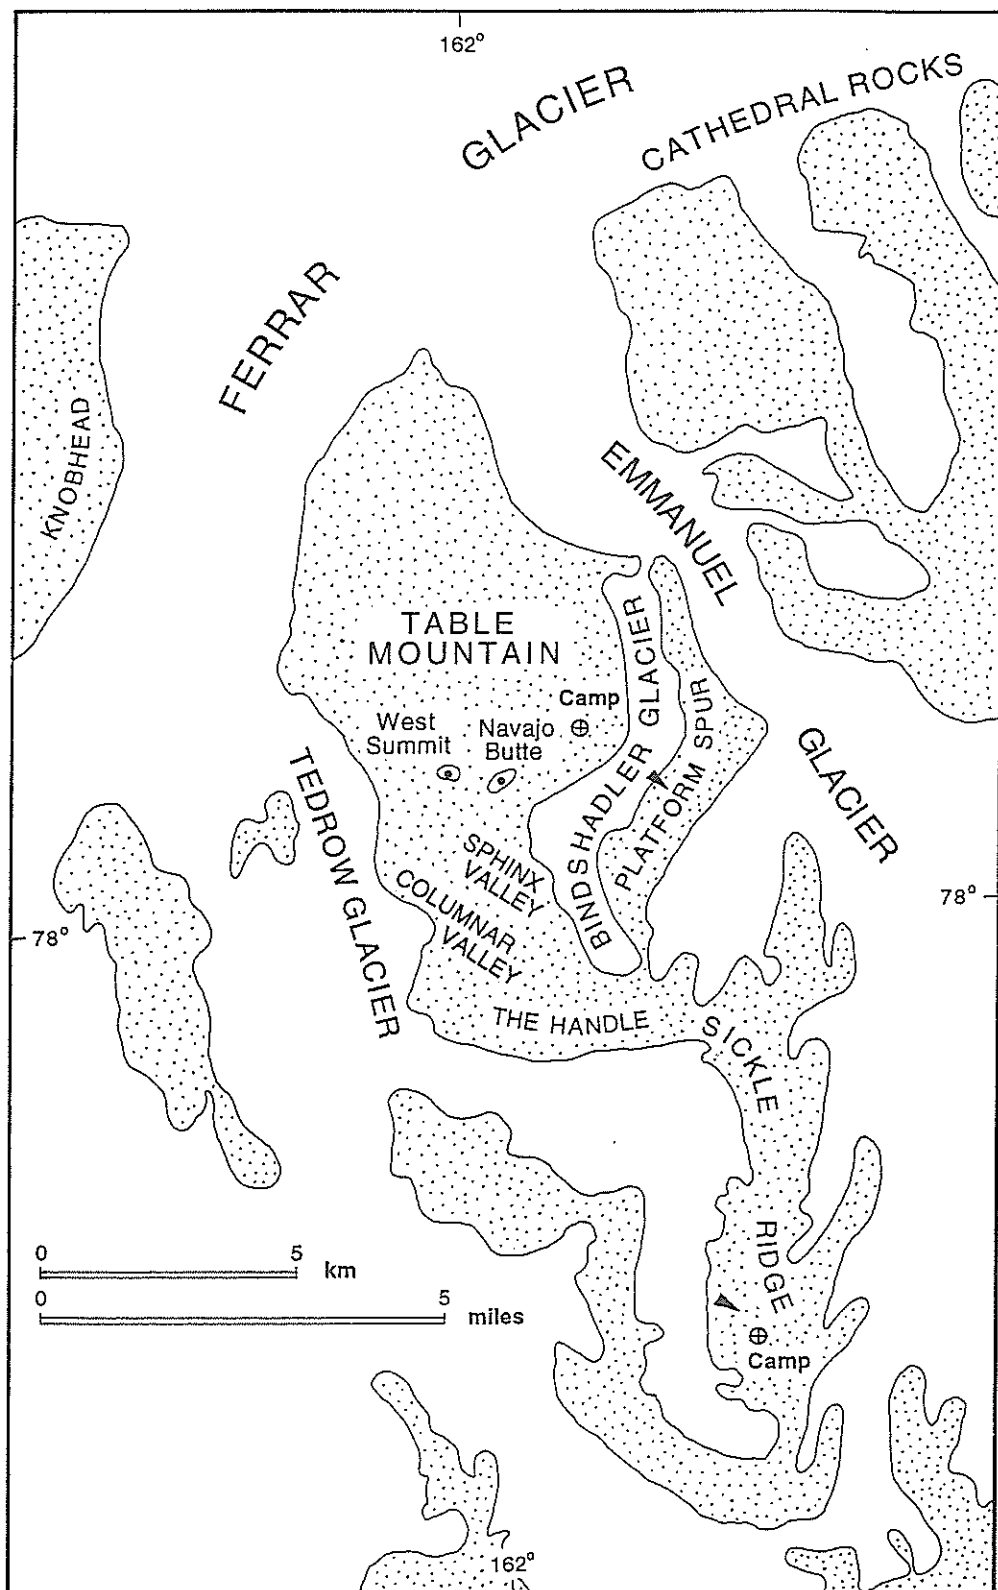 162°
FERRAR GLACIER
CATHEDRAL ROCKS
KNOBHEAD
EMMANUEL GLACIER
TABLE
MOUNTAIN
Camp
West
Summit
Navajo
Butte
BINDSHADLER GLACIER
PLATFORM SPUR
TEDROW GLACIER
SPHINX
VALLEY
COLUMNAR
VALLEY
78°
78°
THE HANDLE
SICKLE RIDGE
0 5 km
0 5 miles
Camp
162°